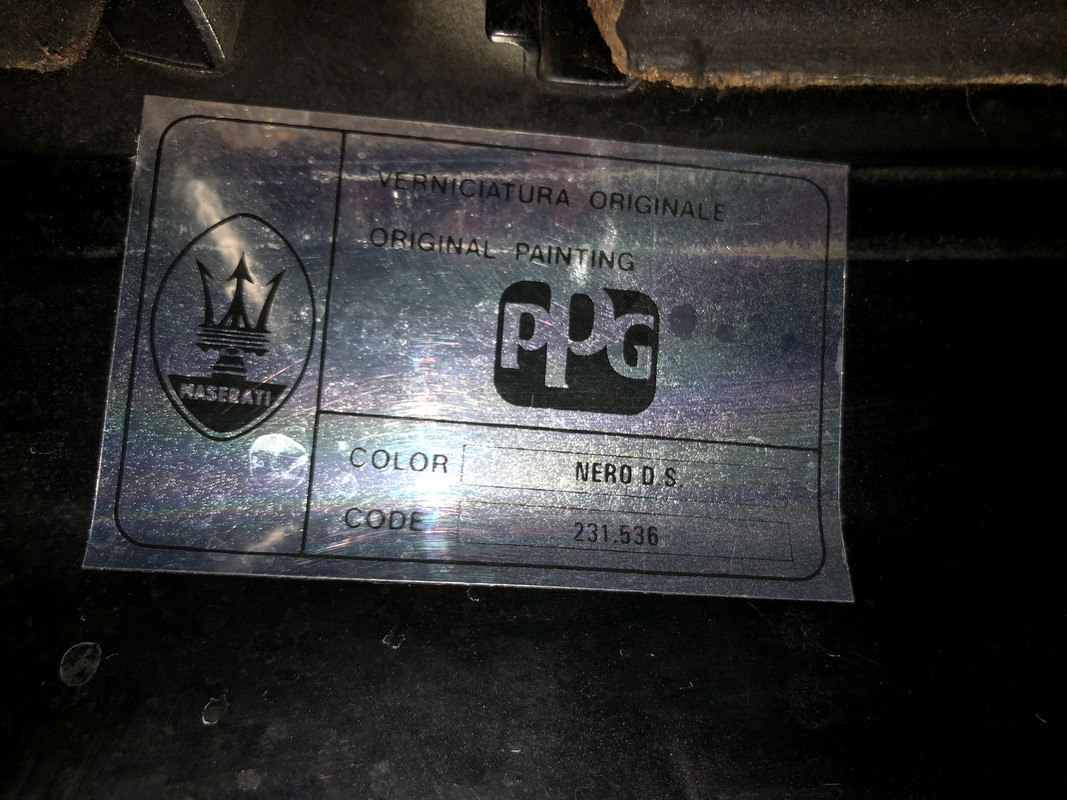 VERNICIATURA ORIGINALE
ORIGINAL PAINTING
PPG
MASERATI
COLOR NERO D.S
CODE 231.536